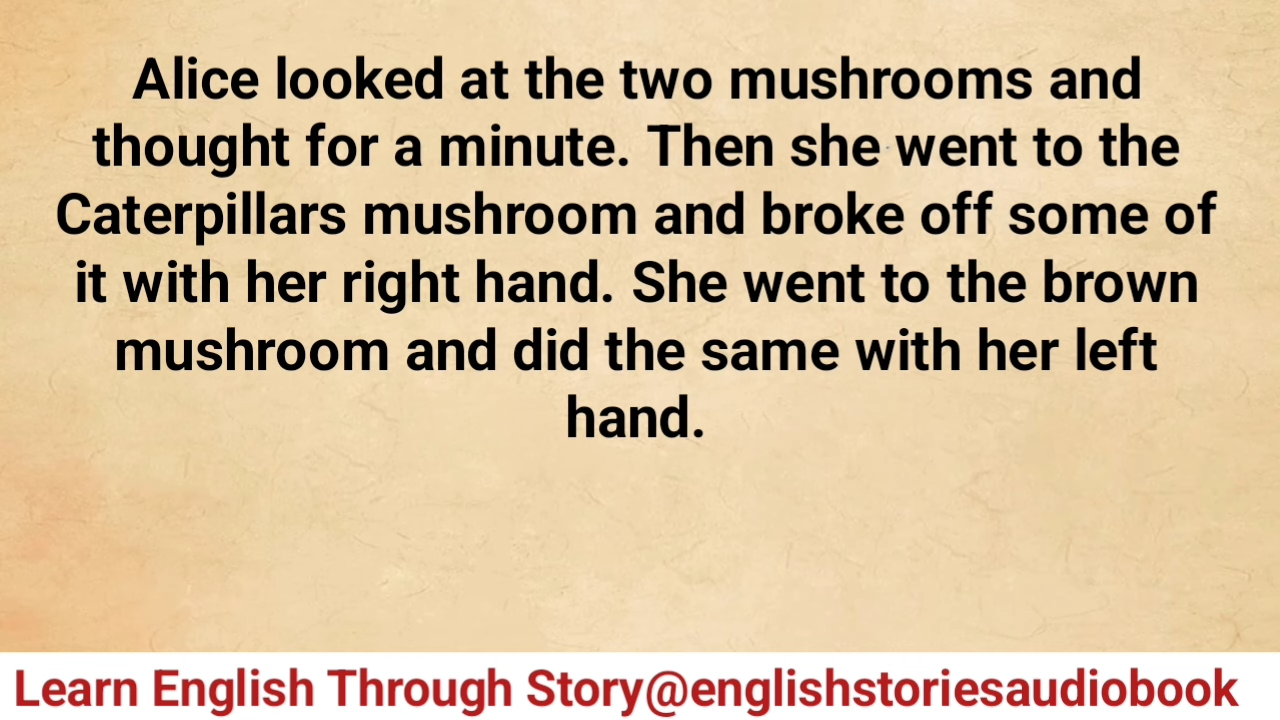 Alice looked at the two mushrooms and
thought for a minute. Then she went to the
Caterpillars mushroom and broke off some of
it with her right hand. She went to the brown
mushroom and did the same with her left
hand.
Learn English Through Story@englishstoriesaudiobook